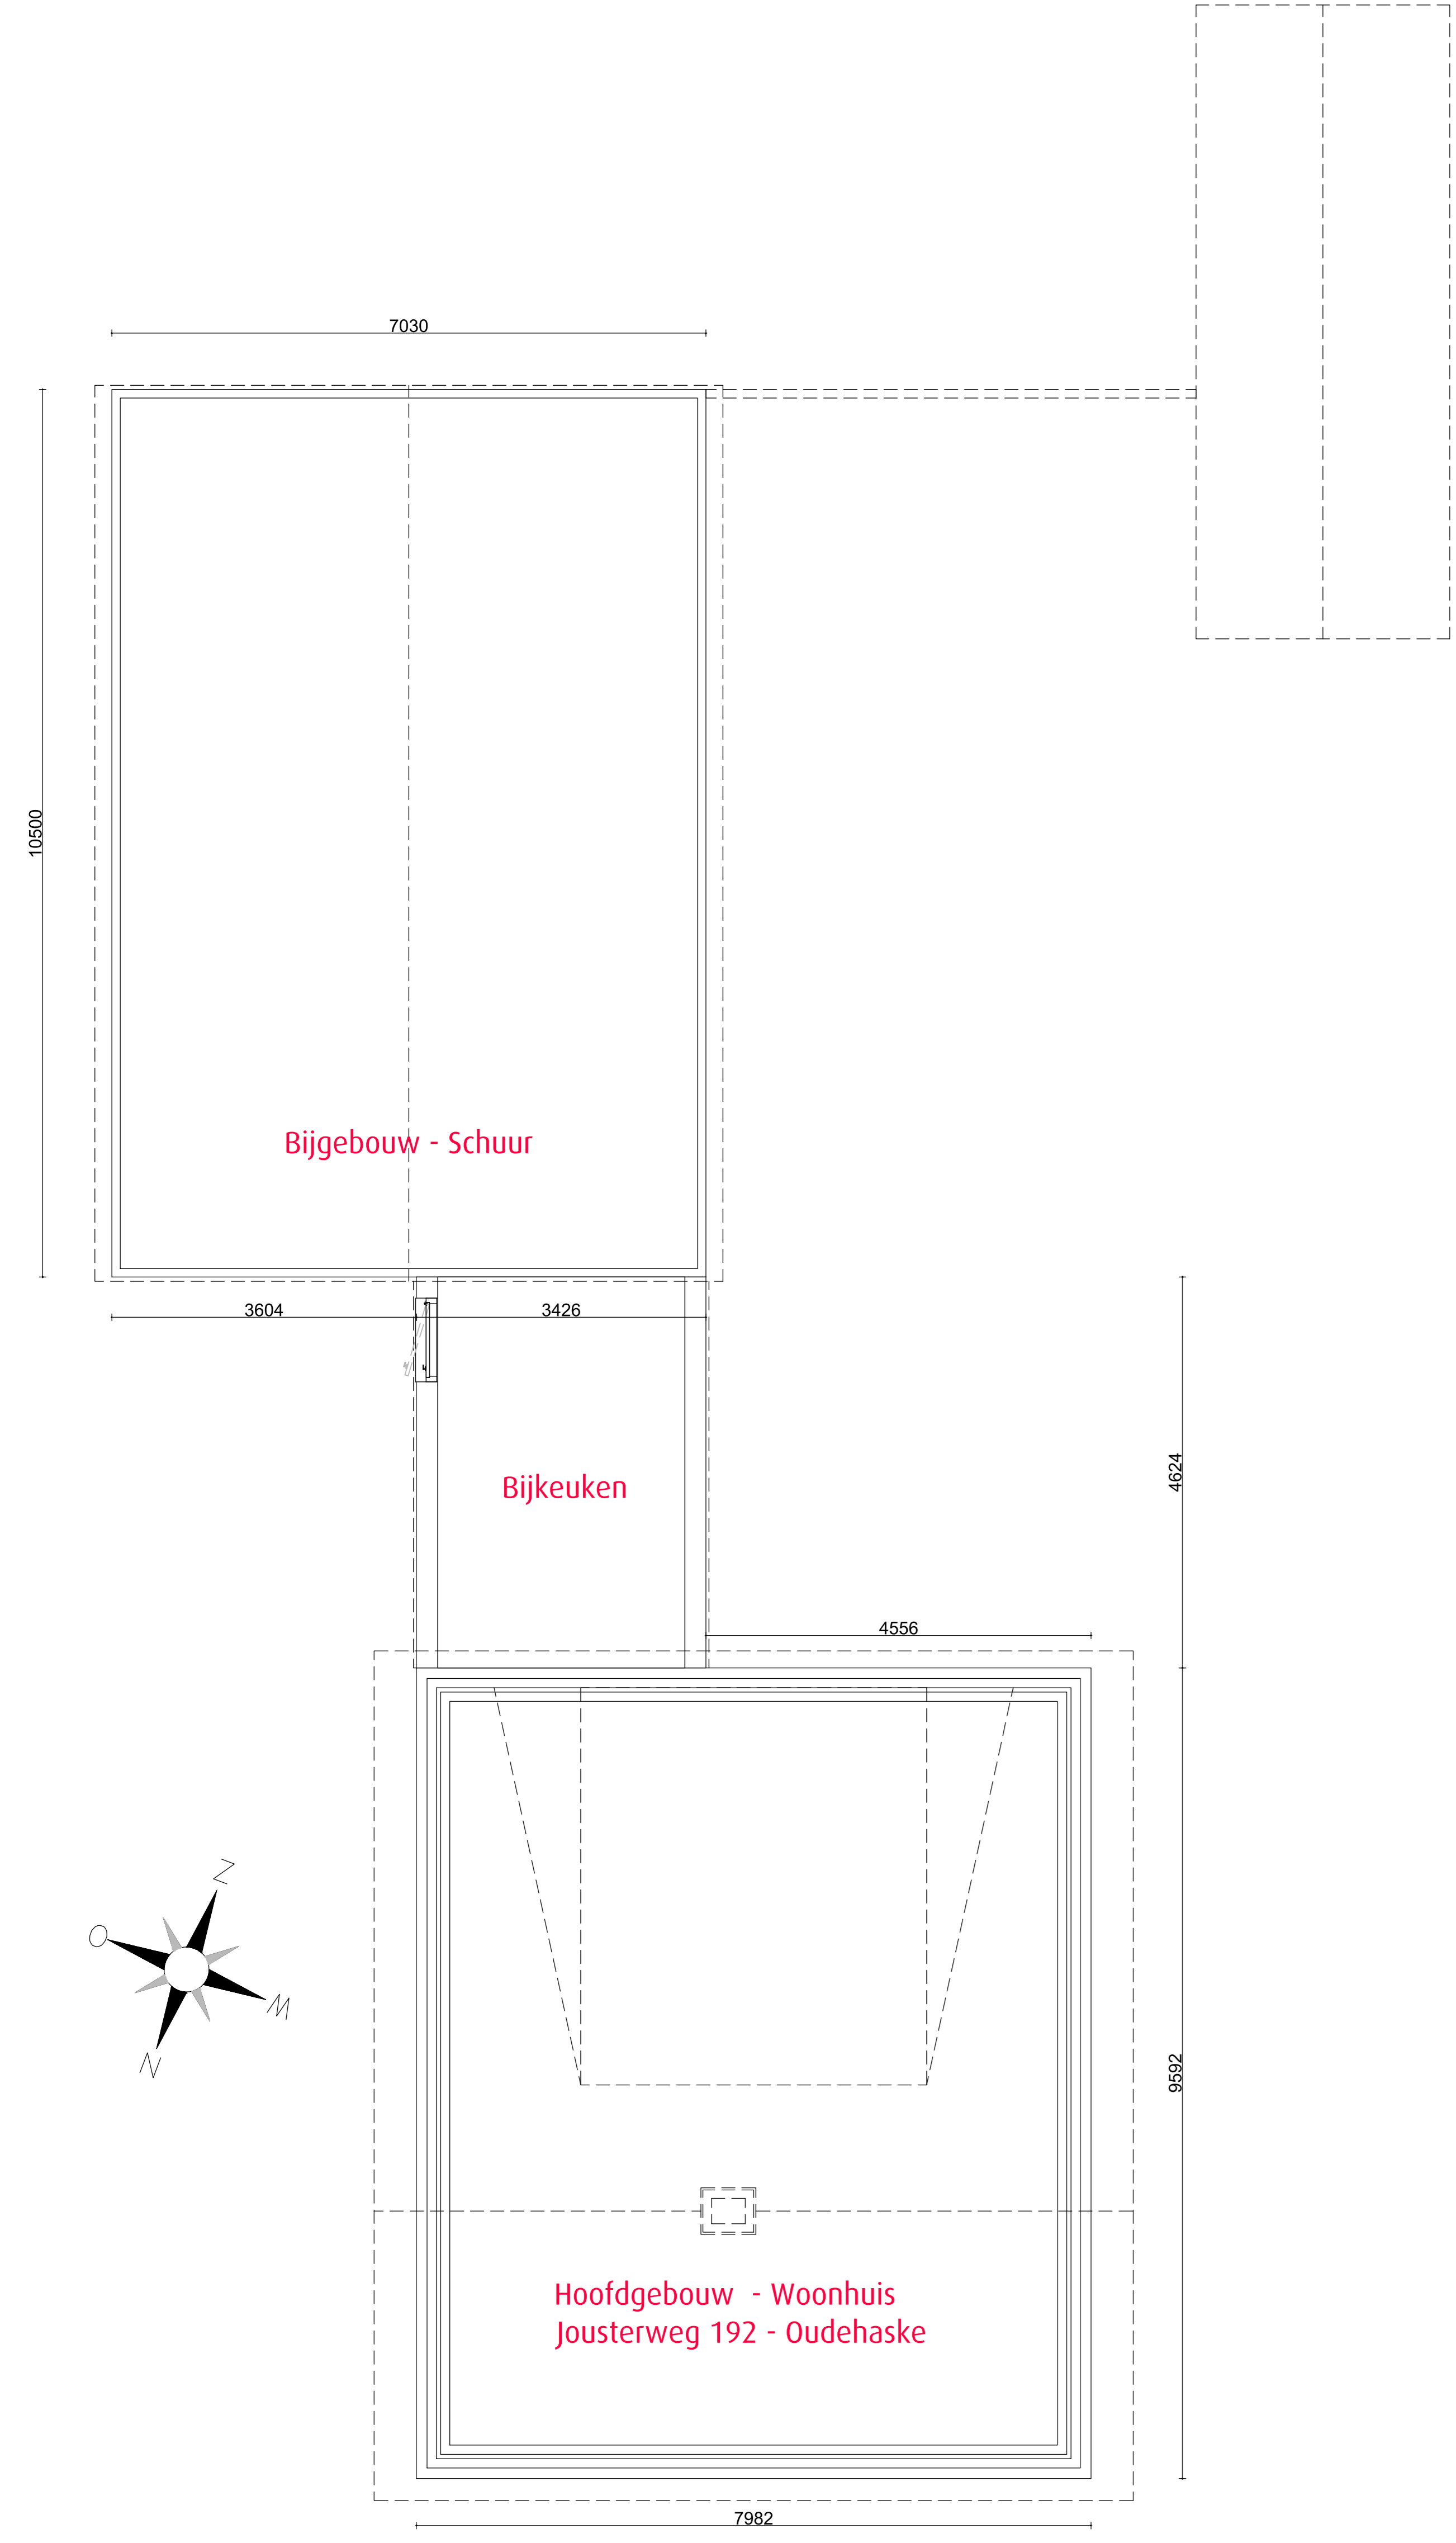 7030
10500
Bijgebouw - Schuur
3604
3426
Bijkeuken
4624
4556
Z
O
W
N
9592
Hoofdgebouw - Woonhuis
Jousterweg 192 - Oudehaske
7982